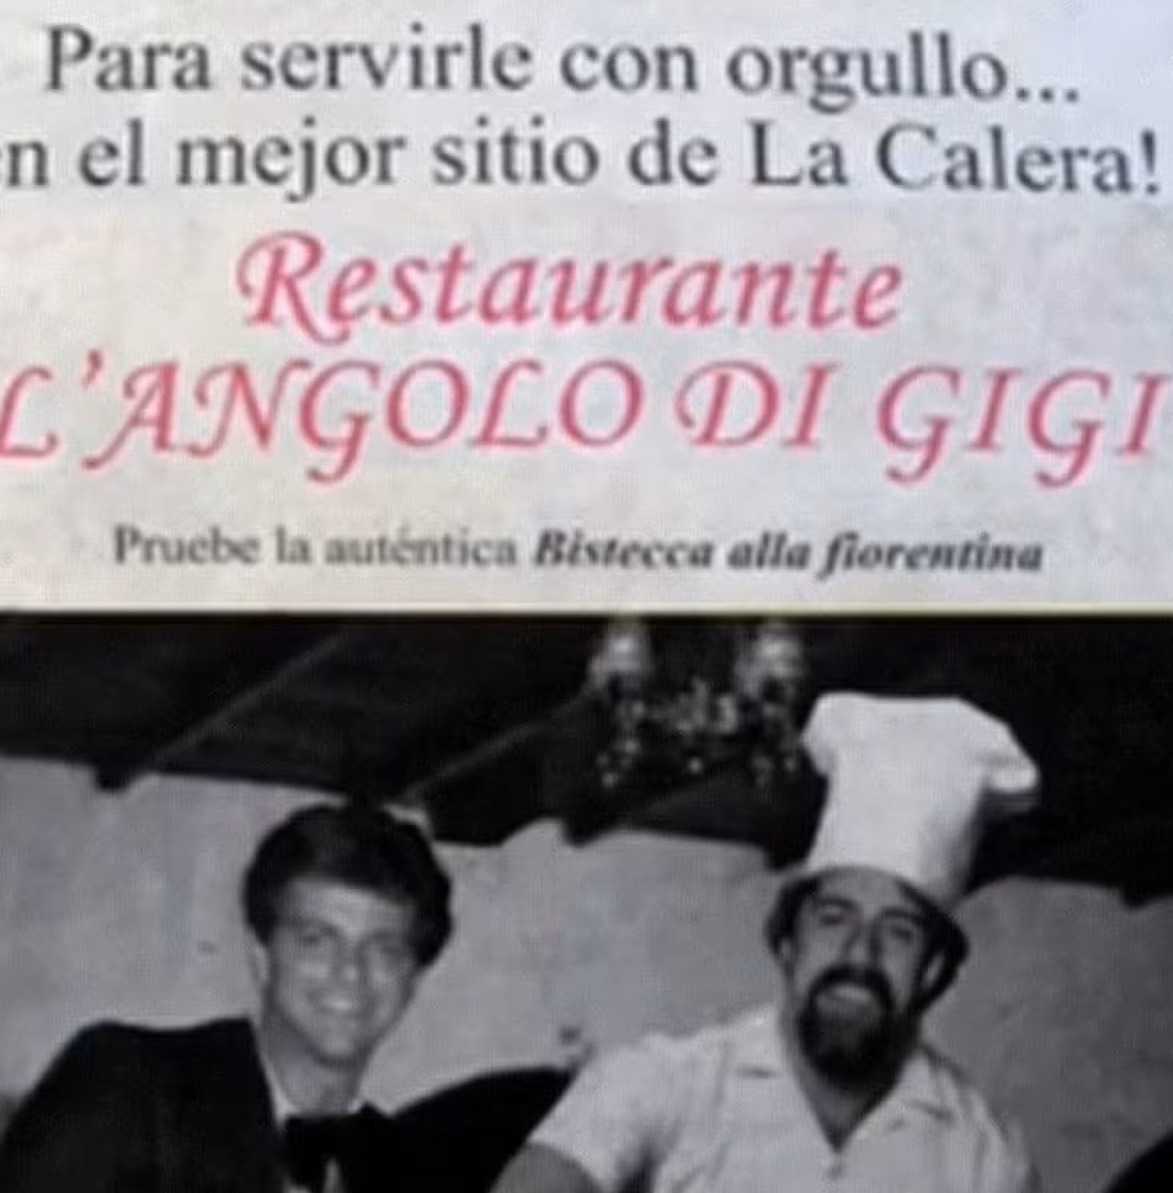 Para servirle con orgullo...
en el mejor sitio de La Calera!
Restaurante
L'ANGOLO DI GIGI
Pruebe la auténtica Bistecca alla fiorentina